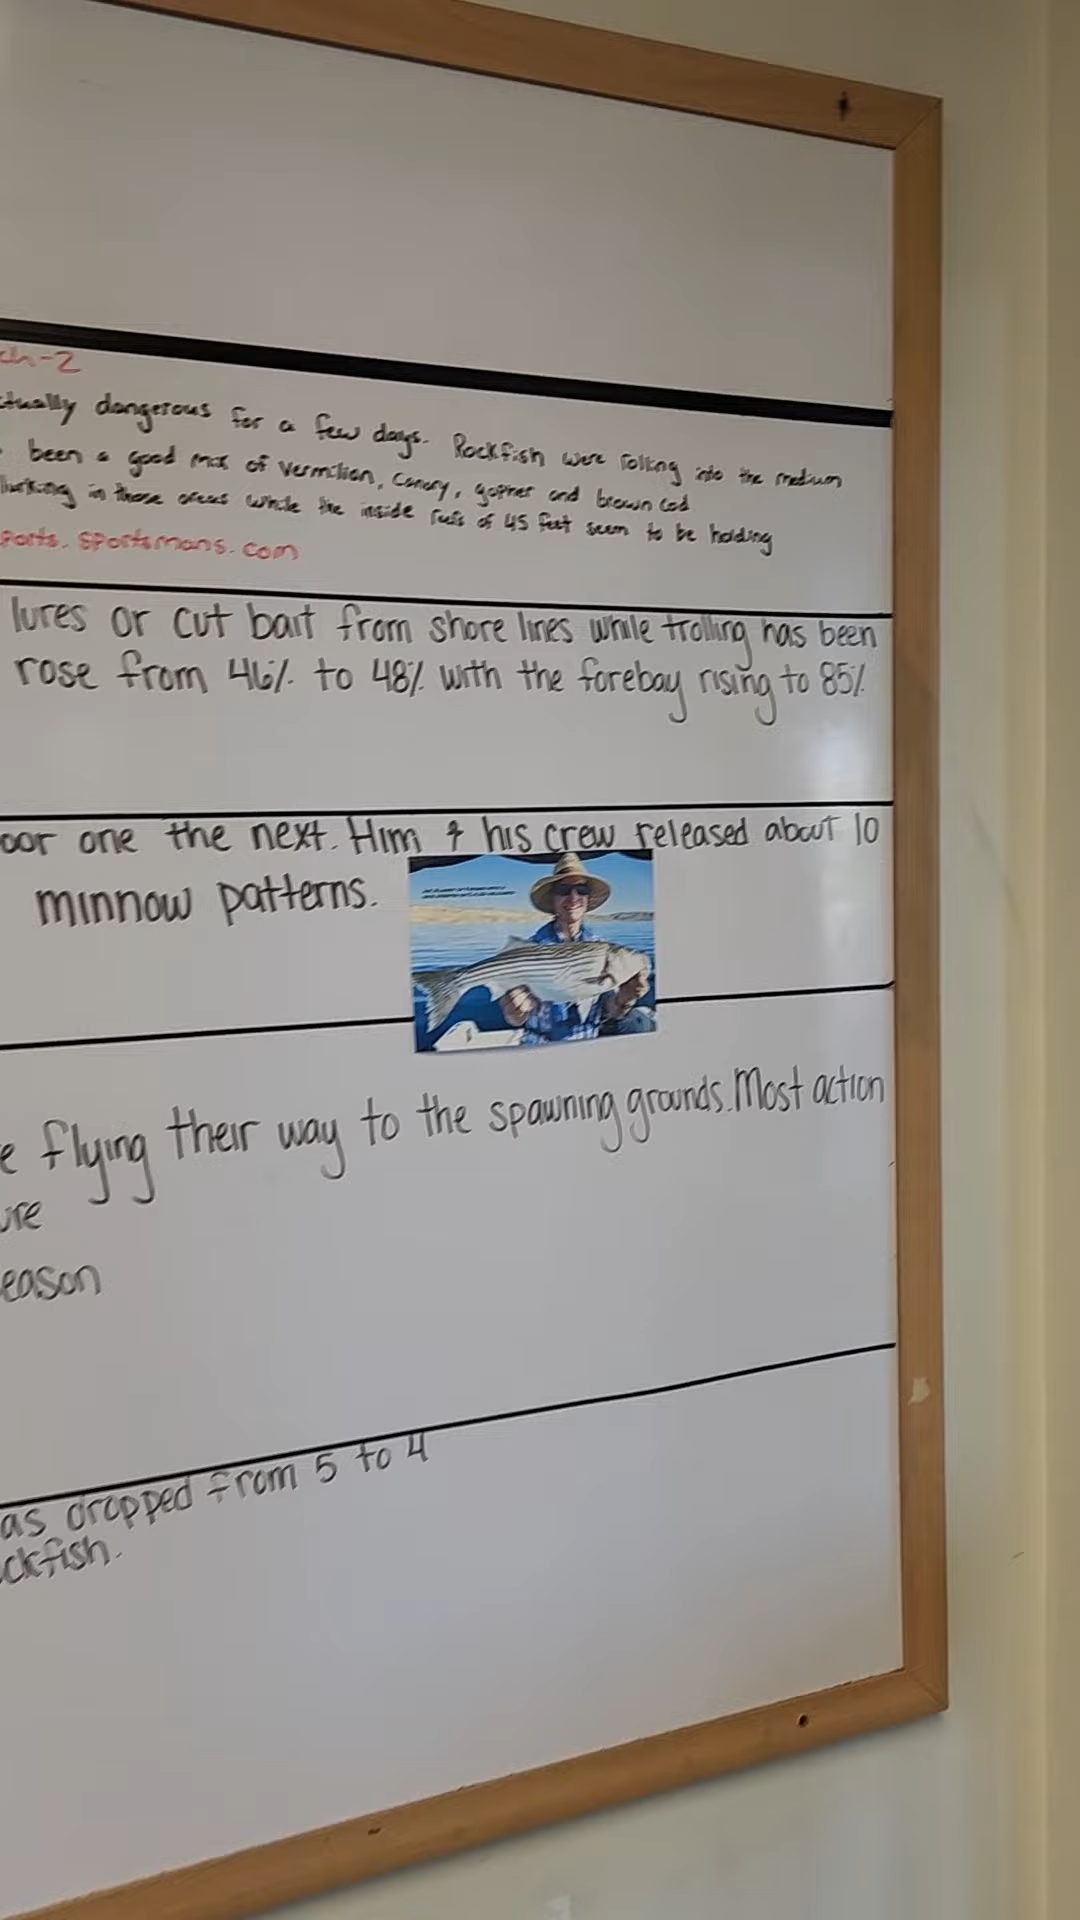 ch-2
ctually dangerous for a few days. Rockfish were rolling into the medium
been a good mix of Vermilion, Canary, gopher and brown cod
lurking in those areas while the inside reefs of 45 feet seem to be holding
ports.sportsmans.com
lures or cut bait from shore lines while trolling has been
rose from 46% to 48% with the forebay rising to 85%
oor one the next. Him & his crew released about 10
minnow patterns.
e flying their way to the spawning grounds. Most action
ure
eason
as dropped from 5 to 4
ckfish.